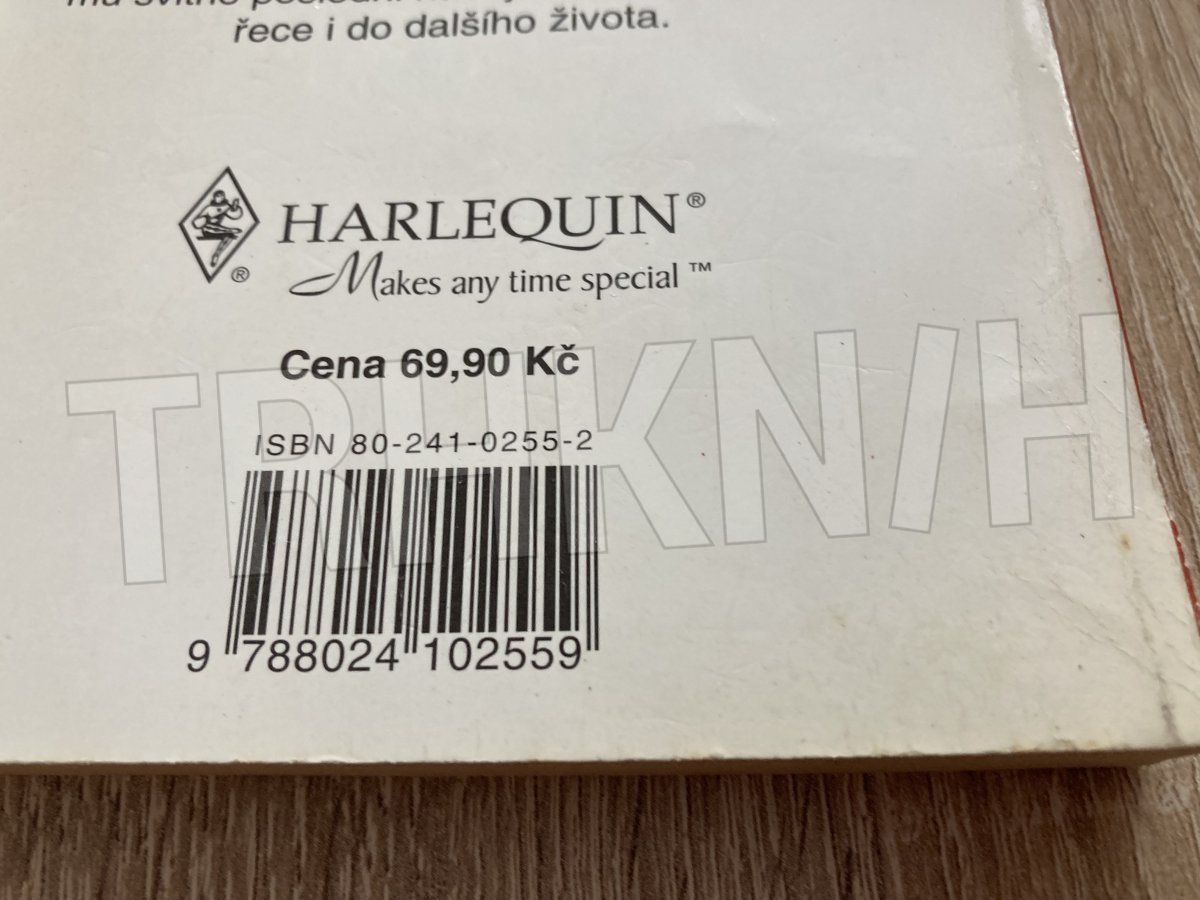 řece i do dalšího života.
HARLEQUIN®
®
Makes any time special™
Cena 69,90 Kč
ISBN 80-241-0255-2
9 788024 102559